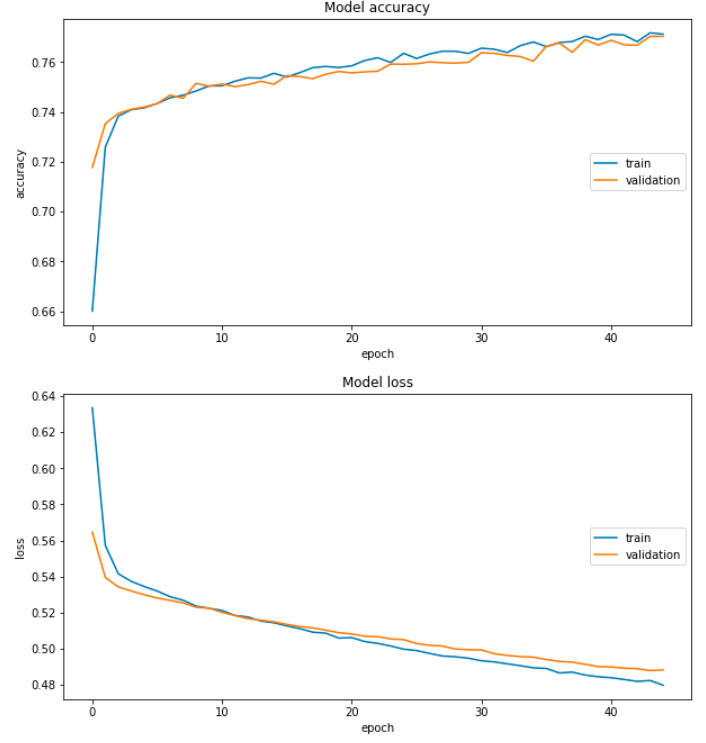 Model accuracy
0.76
0.74
0.72
0.70
0.68
0.66
accuracy
train
validation
0
10
20
30
40
epoch
Model loss
0.64
0.62
0.60
0.58
0.56
0.54
0.52
0.50
0.48
loss
train
validation
0
10
20
30
40
epoch